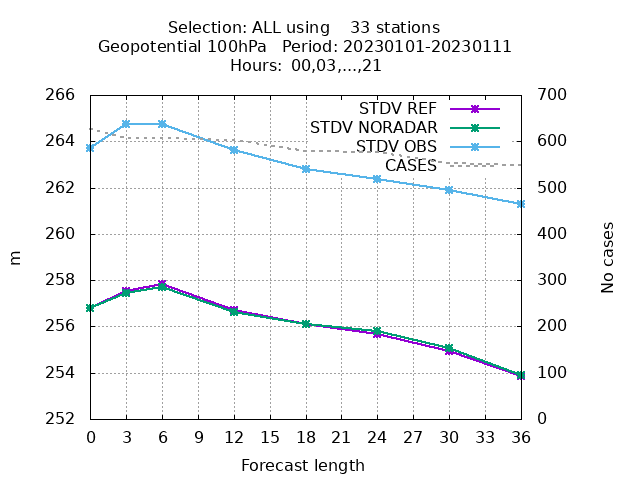 Selection: ALL using    33 stations
Geopotential 100hPa   Period: 20230101-20230111
Hours: 00,03,...,21
STDV REF
STDV NORADAR
STDV OBS
CASES
266
264
262
260
258
256
254
252
700
600
500
400
300
200
100
0
m
No cases
0 3 6 9 12 15 18 21 24 27 30 33 36
Forecast length